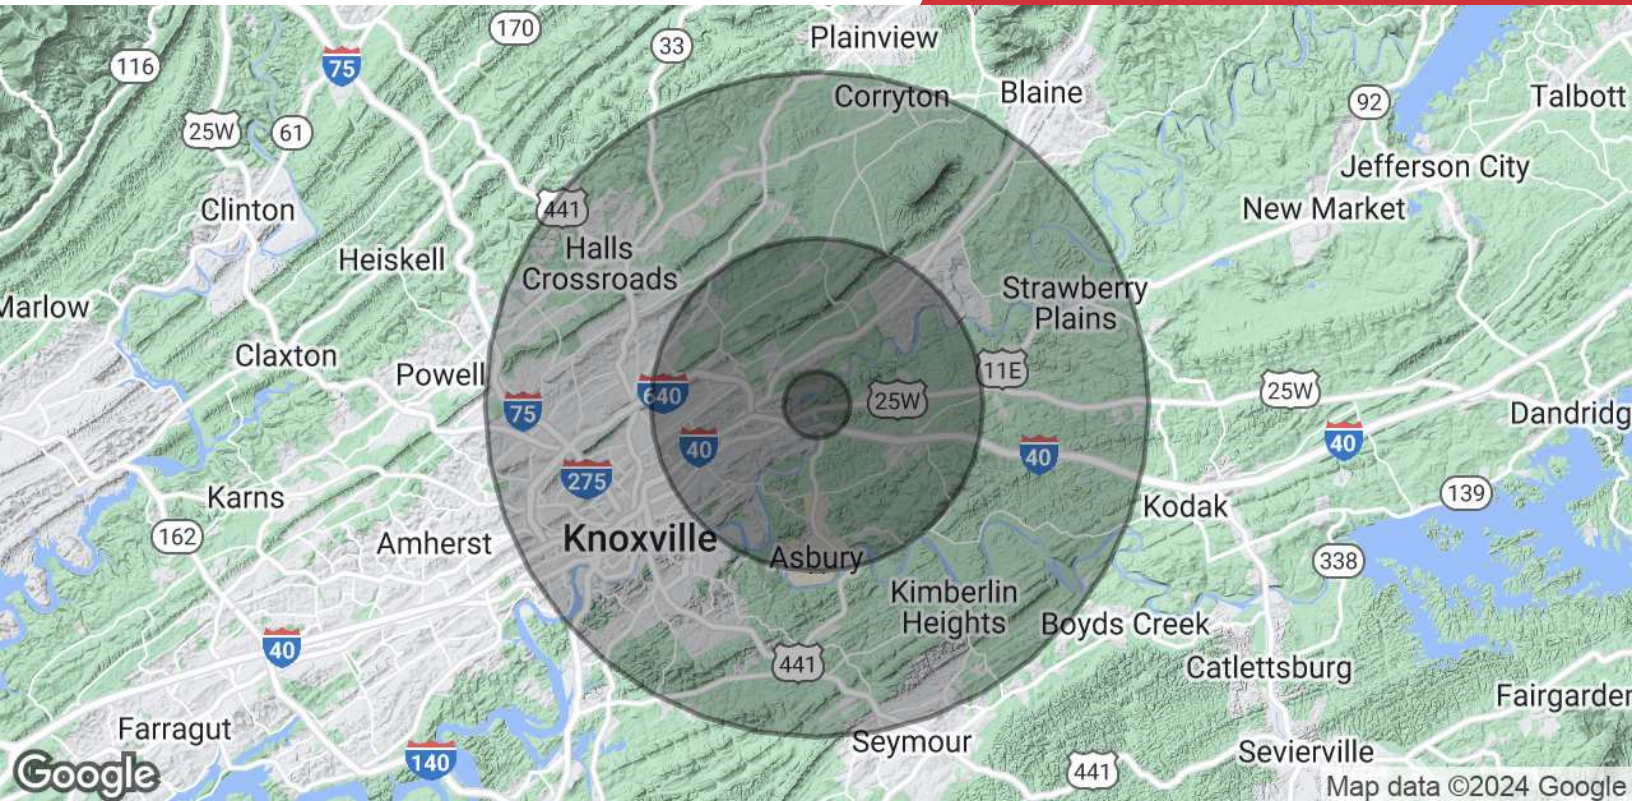 170
Plainview
33
116
75
Corryton
Blaine
92
Talbott
25W
61
Jefferson City
Clinton
441
New Market
Halls
Crossroads
Heiskell
Strawberry
Plains
Marlow
Claxton
Powell
11E
25W
640
25W
75
Dandridg
40
40
40
275
Karns
139
Kodak
162
Knoxville
Amherst
Asbury
338
Kimberlin
Heights
Boyds Creek
40
441
Catlettsburg
Fairgarden
Farragut
Seymour
Sevierville
140
441
Google
Map data ©2024 Google